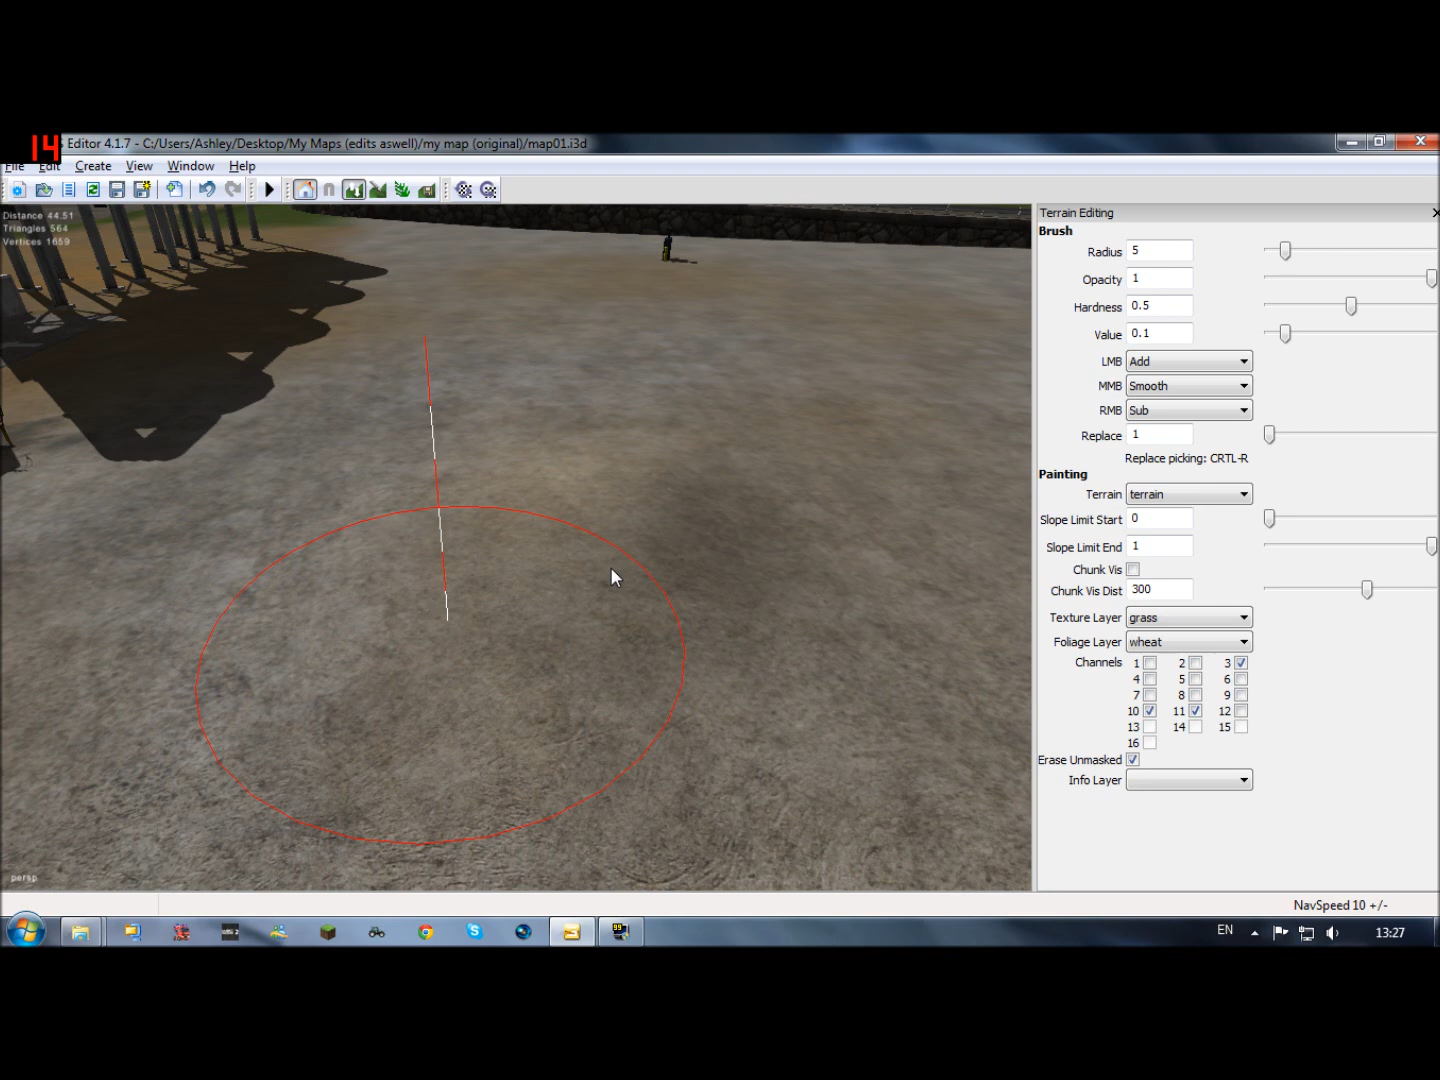 14
Editor 4.1.7 - C:/Users/Ashley/Desktop/My Maps (edits aswell)/my map (original)/map01.i3d
File Edit Create View Window Help
Distance 44.51
Triangles 564
Vertices 1659
persp
Terrain Editing
Brush
Radius 5
Opacity 1
Hardness 0.5
Value 0.1
LMB Add
MMB Smooth
RMB Sub
Replace 1
Replace picking: CRTL-R
Painting
Terrain terrain
Slope Limit Start 0
Slope Limit End 1
Chunk Vis
Chunk Vis Dist 300
Texture Layer grass
Foliage Layer wheat
Channels 1 2 3
4 5 6
7 8 9
10 11 12
13 14 15
16
Erase Unmasked
Info Layer
NavSpeed 10 +/-
99
EN 13:27